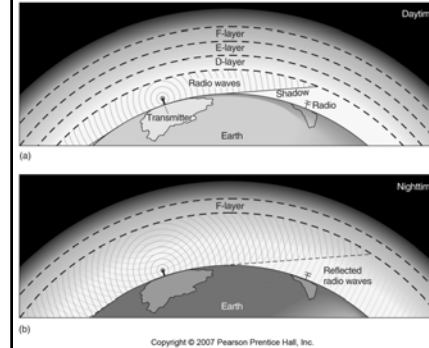 Daytim
F-layer
E-layer
D-layer
Radio waves
Shadow
Radio
Transmitter
Earth
(a)
Nighttim
F-layer
Reflected
radio waves
Earth
(b)
Copyright © 2007 Pearson Prentice Hall, Inc.